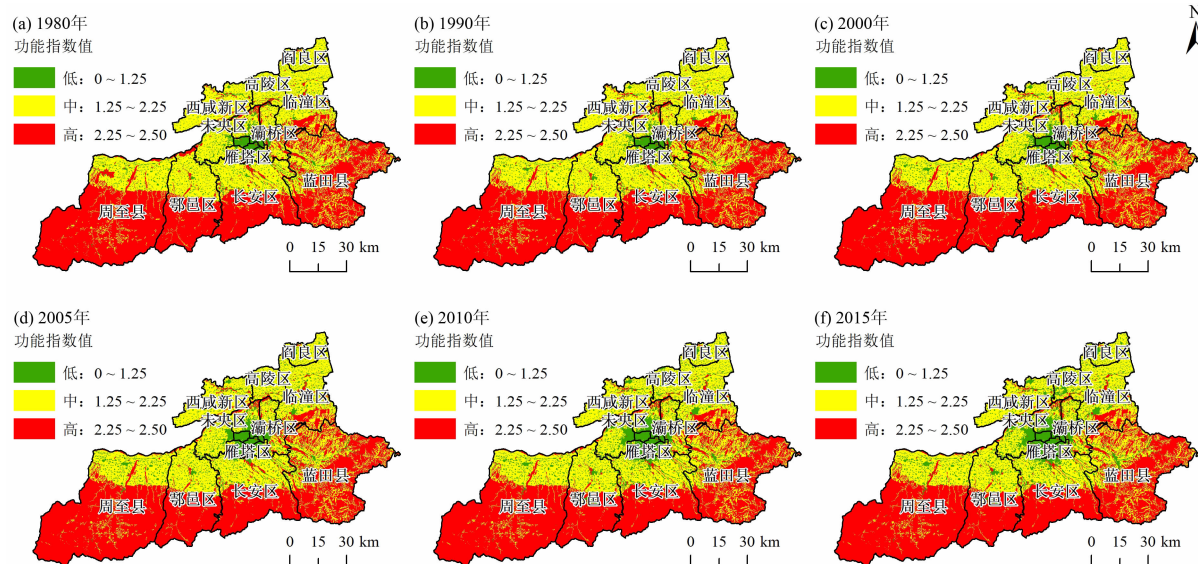 (a) 1980年
功能指数值
低：0 ~ 1.25
中：1.25 ~ 2.25
高：2.25 ~ 2.50
阎良区
高陵区
西咸新区
临潼区
未央区
灞桥区
雁塔区
蓝田县
长安区
鄠邑区
周至县
0 15 30 km
(b) 1990年
功能指数值
低：0 ~ 1.25
中：1.25 ~ 2.25
高：2.25 ~ 2.50
阎良区
高陵区
西咸新区
临潼区
未央区
灞桥区
雁塔区
蓝田县
长安区
鄠邑区
周至县
0 15 30 km
(c) 2000年
功能指数值
低：0 ~ 1.25
中：1.25 ~ 2.25
高：2.25 ~ 2.50
阎良区
高陵区
西咸新区
临潼区
未央区
灞桥区
雁塔区
蓝田县
长安区
鄠邑区
周至县
0 15 30 km
N
(d) 2005年
功能指数值
低：0 ~ 1.25
中：1.25 ~ 2.25
高：2.25 ~ 2.50
阎良区
高陵区
西咸新区
临潼区
未央区
灞桥区
雁塔区
蓝田县
长安区
鄠邑区
周至县
0 15 30 km
(e) 2010年
功能指数值
低：0 ~ 1.25
中：1.25 ~ 2.25
高：2.25 ~ 2.50
阎良区
高陵区
西咸新区
临潼区
未央区
灞桥区
雁塔区
蓝田县
长安区
鄠邑区
周至县
0 15 30 km
(f) 2015年
功能指数值
低：0 ~ 1.25
中：1.25 ~ 2.25
高：2.25 ~ 2.50
阎良区
高陵区
西咸新区
临潼区
未央区
灞桥区
雁塔区
蓝田县
长安区
鄠邑区
周至县
0 15 30 km